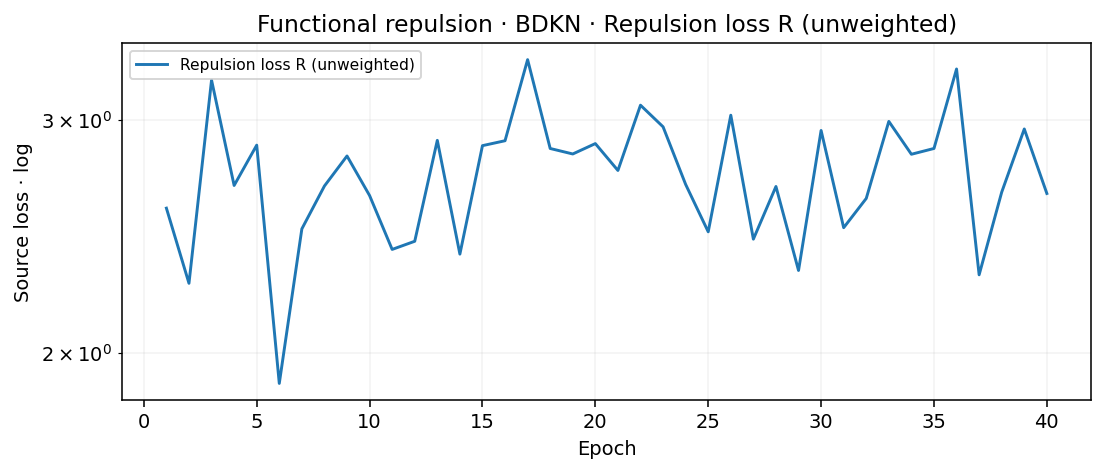 Functional repulsion · BDKN · Repulsion loss R (unweighted)
Repulsion loss R (unweighted)
3 × 10⁰
2 × 10⁰
Source loss · log
0 5 10 15 20 25 30 35 40
Epoch